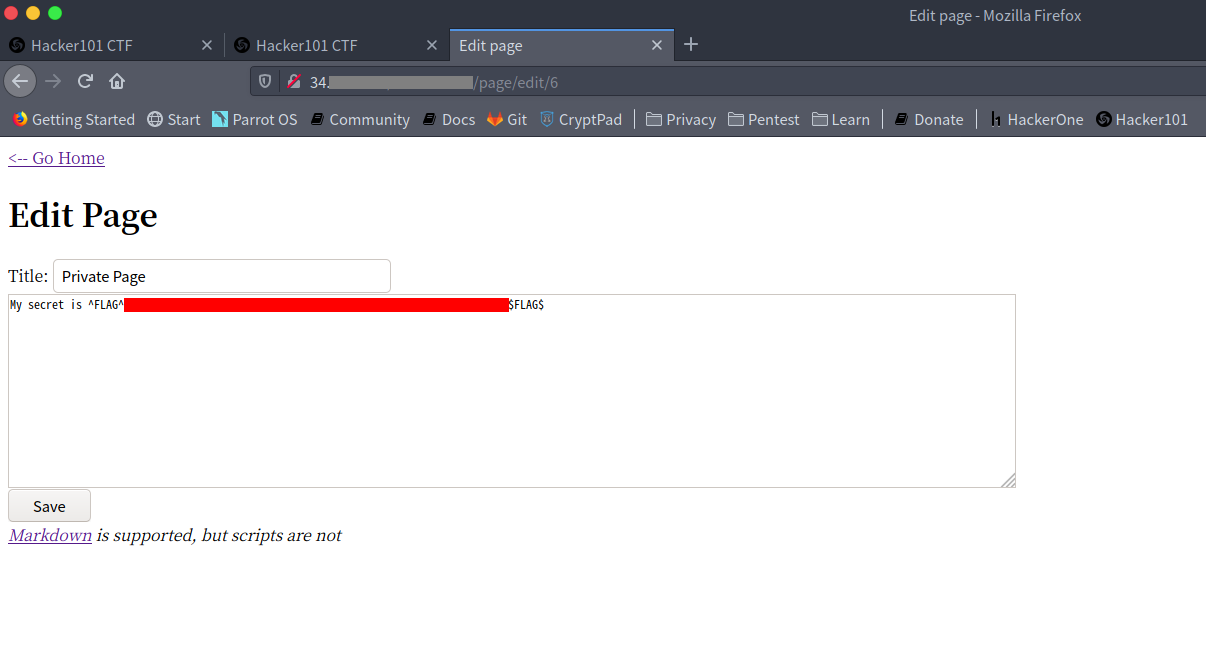 Edit page - Mozilla Firefox
Hacker101 CTF Hacker101 CTF Edit page
34. /page/edit/6
Getting Started Start Parrot OS Community Docs Git CryptPad Privacy Pentest Learn Donate HackerOne Hacker101
<-- Go Home
Edit Page
Title: Private Page
My secret is ^FLAG^ $FLAG$
Save
Markdown is supported, but scripts are not